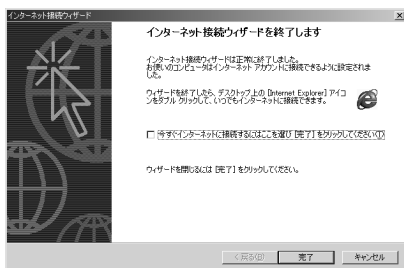 インターネット接続ウィザード
インターネット接続ウィザードを終了します
インターネット接続ウィザードは正常に終了しました。
お使いのコンピュータはインターネット アカウントに接続できるように設定されま
した。
ウィザードを終了したら、デスクトップ上の [Internet Explorer] アイコ
ンをダブル クリックして、いつでもインターネットに接続できます。
今すぐインターネットに接続するにはここを選び [完了] をクリックしてください(T)
ウィザードを閉じるには [完了] をクリックしてください。
< 戻る(B)
完了
キャンセル